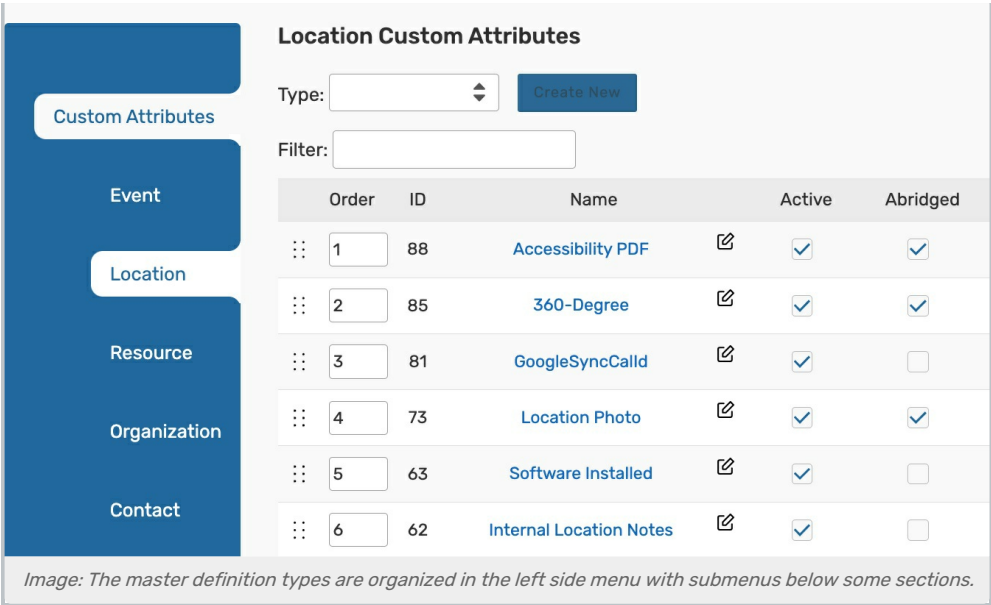 Location Custom Attributes
Type:
Create New
Filter:
Custom Attributes
Event
Location
Resource
Organization
Contact
Order ID Name Active Abridged
1 88 Accessibility PDF
2 85 360-Degree
3 81 GoogleSyncCalId
4 73 Location Photo
5 63 Software Installed
6 62 Internal Location Notes
Image: The master definition types are organized in the left side menu with submenus below some sections.